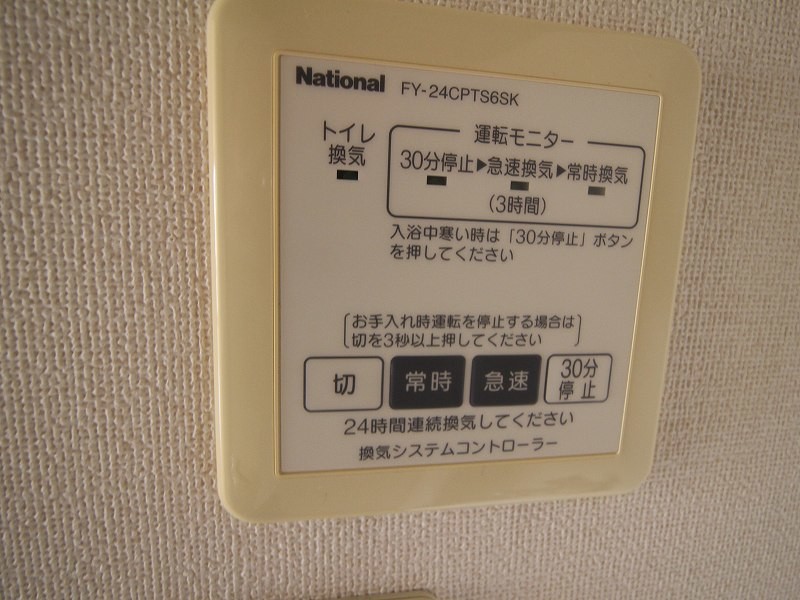 National FY-24CPTS6SK
トイレ
換気
運転モニター
30分停止▶急速換気▶常時換気
(3時間)
入浴中寒い時は「30分停止」ボタン
を押してください
お手入れ時運転を停止する場合は
切を3秒以上押してください
切 常時 急速 30分
停止
24時間連続換気してください
換気システムコントローラー